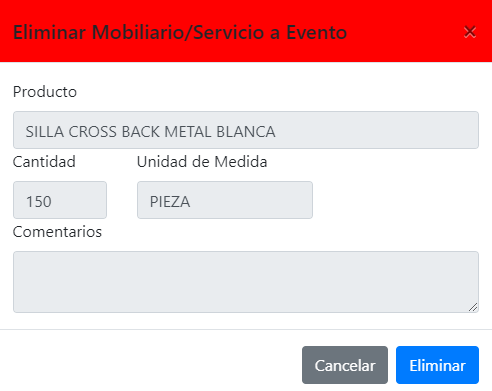 Eliminar Mobiliario/Servicio a Evento ×
Producto
SILLA CROSS BACK METAL BLANCA
Cantidad Unidad de Medida
150 PIEZA
Comentarios
Cancelar Eliminar